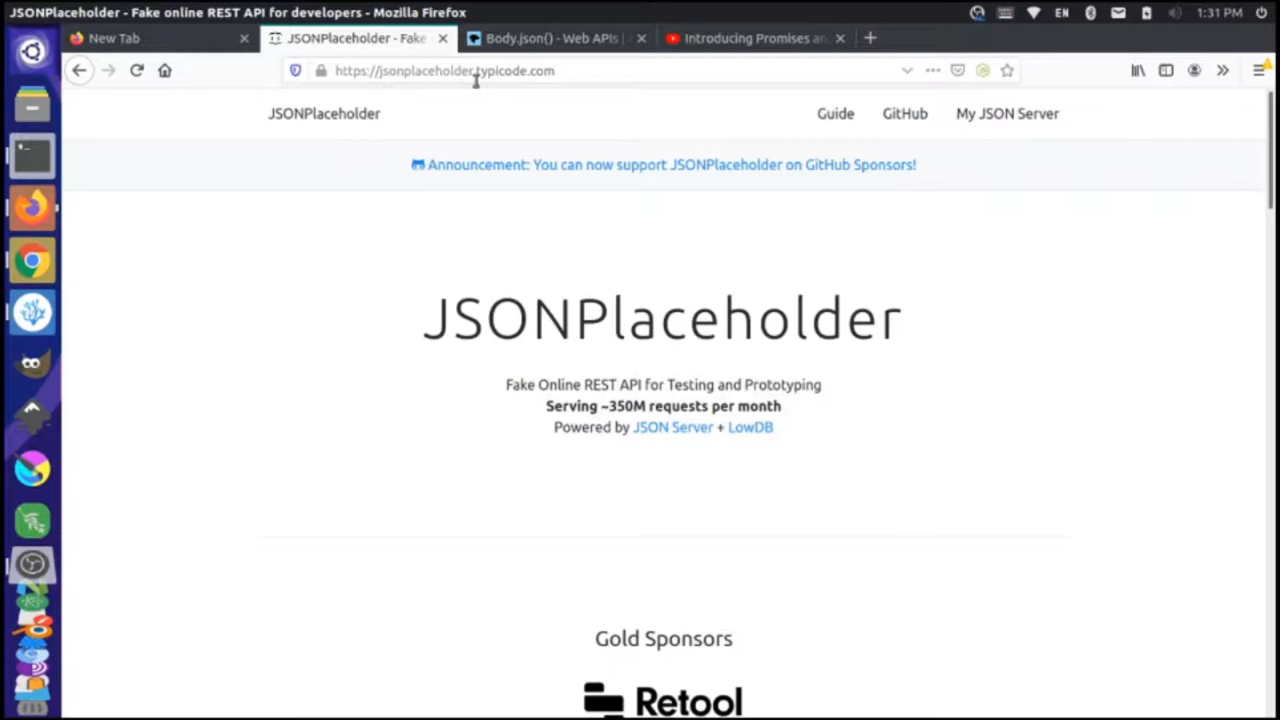 JSONPlaceholder - Fake online REST API for developers - Mozilla Firefox
EN
1:31 PM
New Tab
JSONPlaceholder - Fake
Body.json() - Web APIs |
Introducing Promises an
https://jsonplaceholder.typicode.com
JSONPlaceholder
Guide
GitHub
My JSON Server
Announcement: You can now support JSONPlaceholder on GitHub Sponsors!
JSONPlaceholder
Fake Online REST API for Testing and Prototyping
Serving ~350M requests per month
Powered by JSON Server + LowDB
Gold Sponsors
Retool